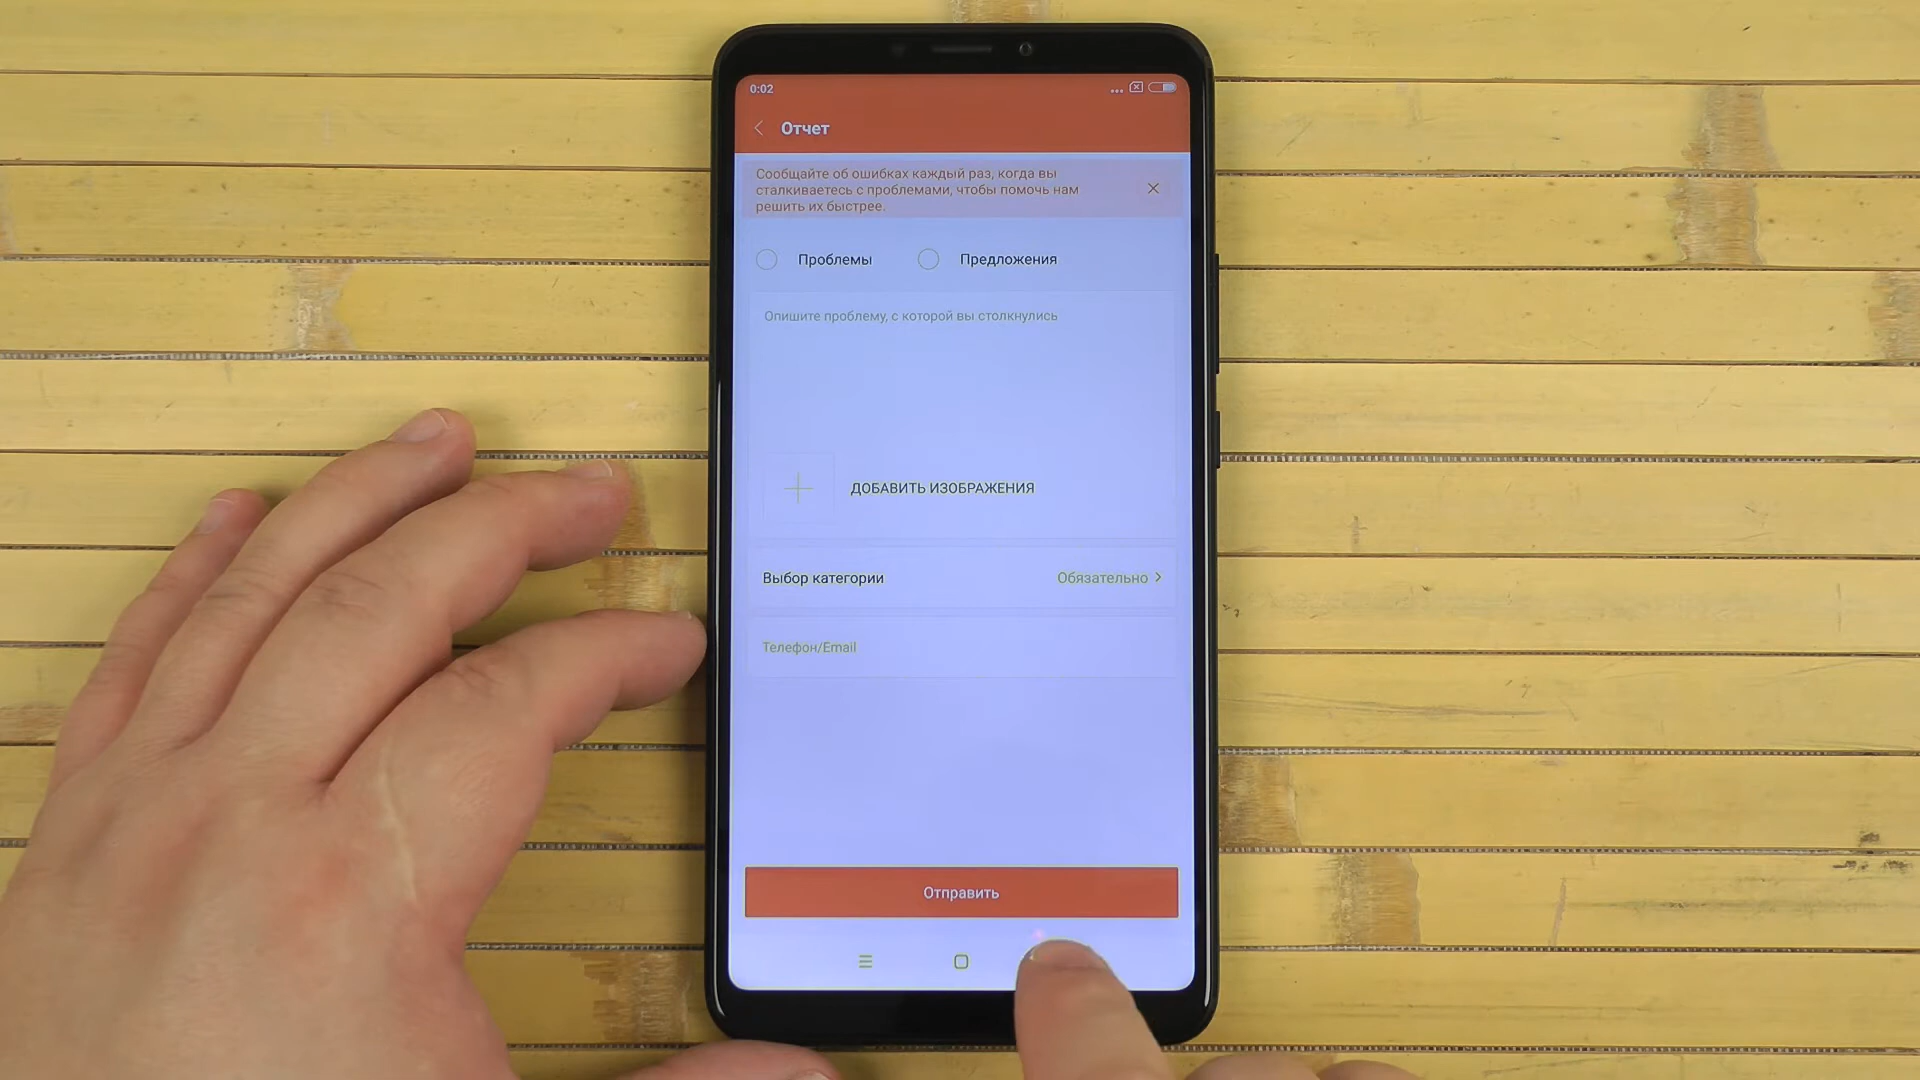 0:02
Отчет
Сообщайте об ошибках каждый раз, когда вы
сталкиваетесь с проблемами, чтобы помочь нам
решить их быстрее.
Проблемы
Предложения
Опишите проблему, с которой вы столкнулись
ДОБАВИТЬ ИЗОБРАЖЕНИЯ
Выбор категории
Обязательно
Телефон/Email
Отправить